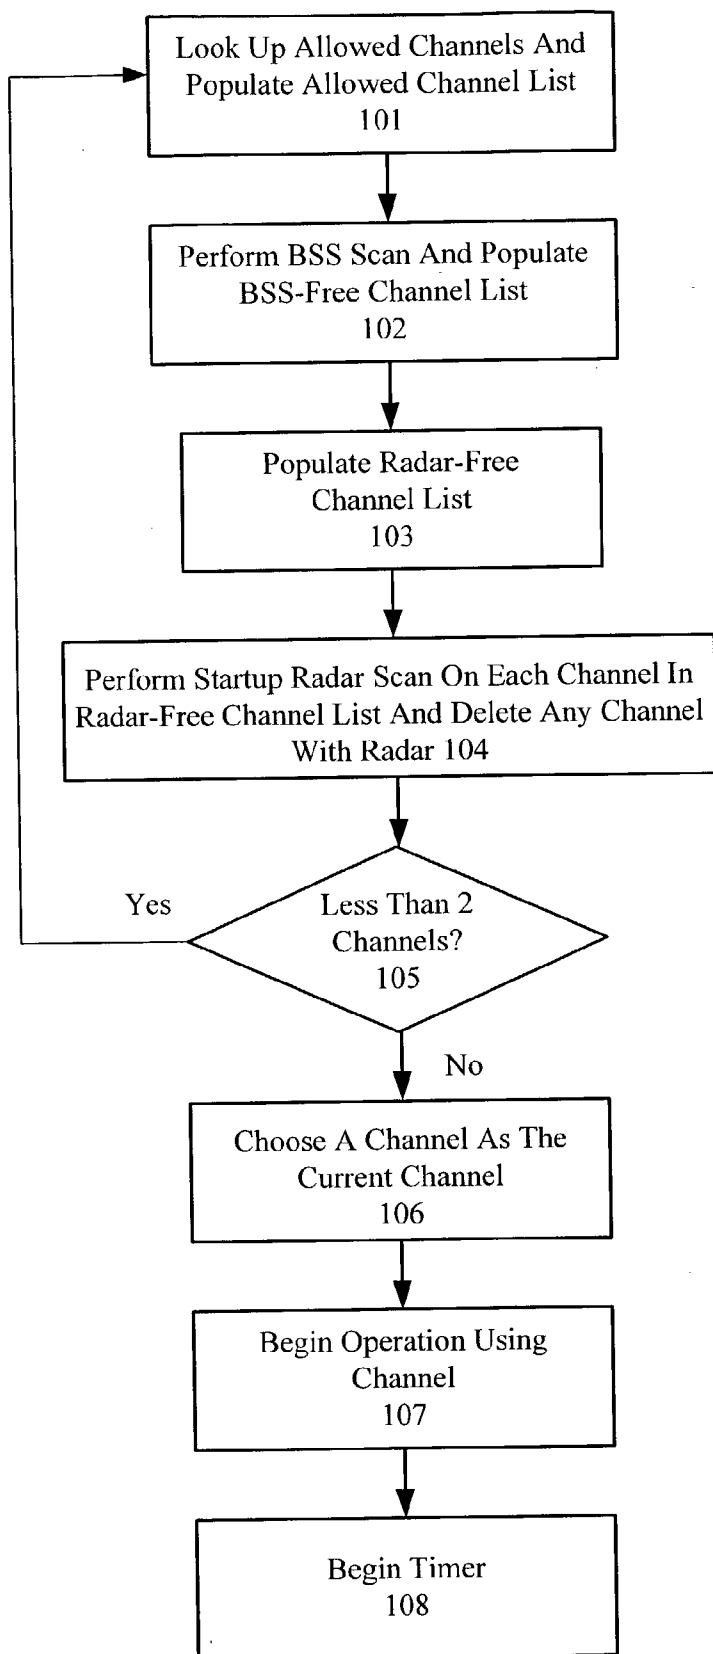 Look Up Allowed Channels And
Populate Allowed Channel List
101
Perform BSS Scan And Populate
BSS-Free Channel List
102
Populate Radar-Free
Channel List
103
Perform Startup Radar Scan On Each Channel In
Radar-Free Channel List And Delete Any Channel
With Radar 104
Yes
Less Than 2
Channels?
105
No
Choose A Channel As The
Current Channel
106
Begin Operation Using
Channel
107
Begin Timer
108